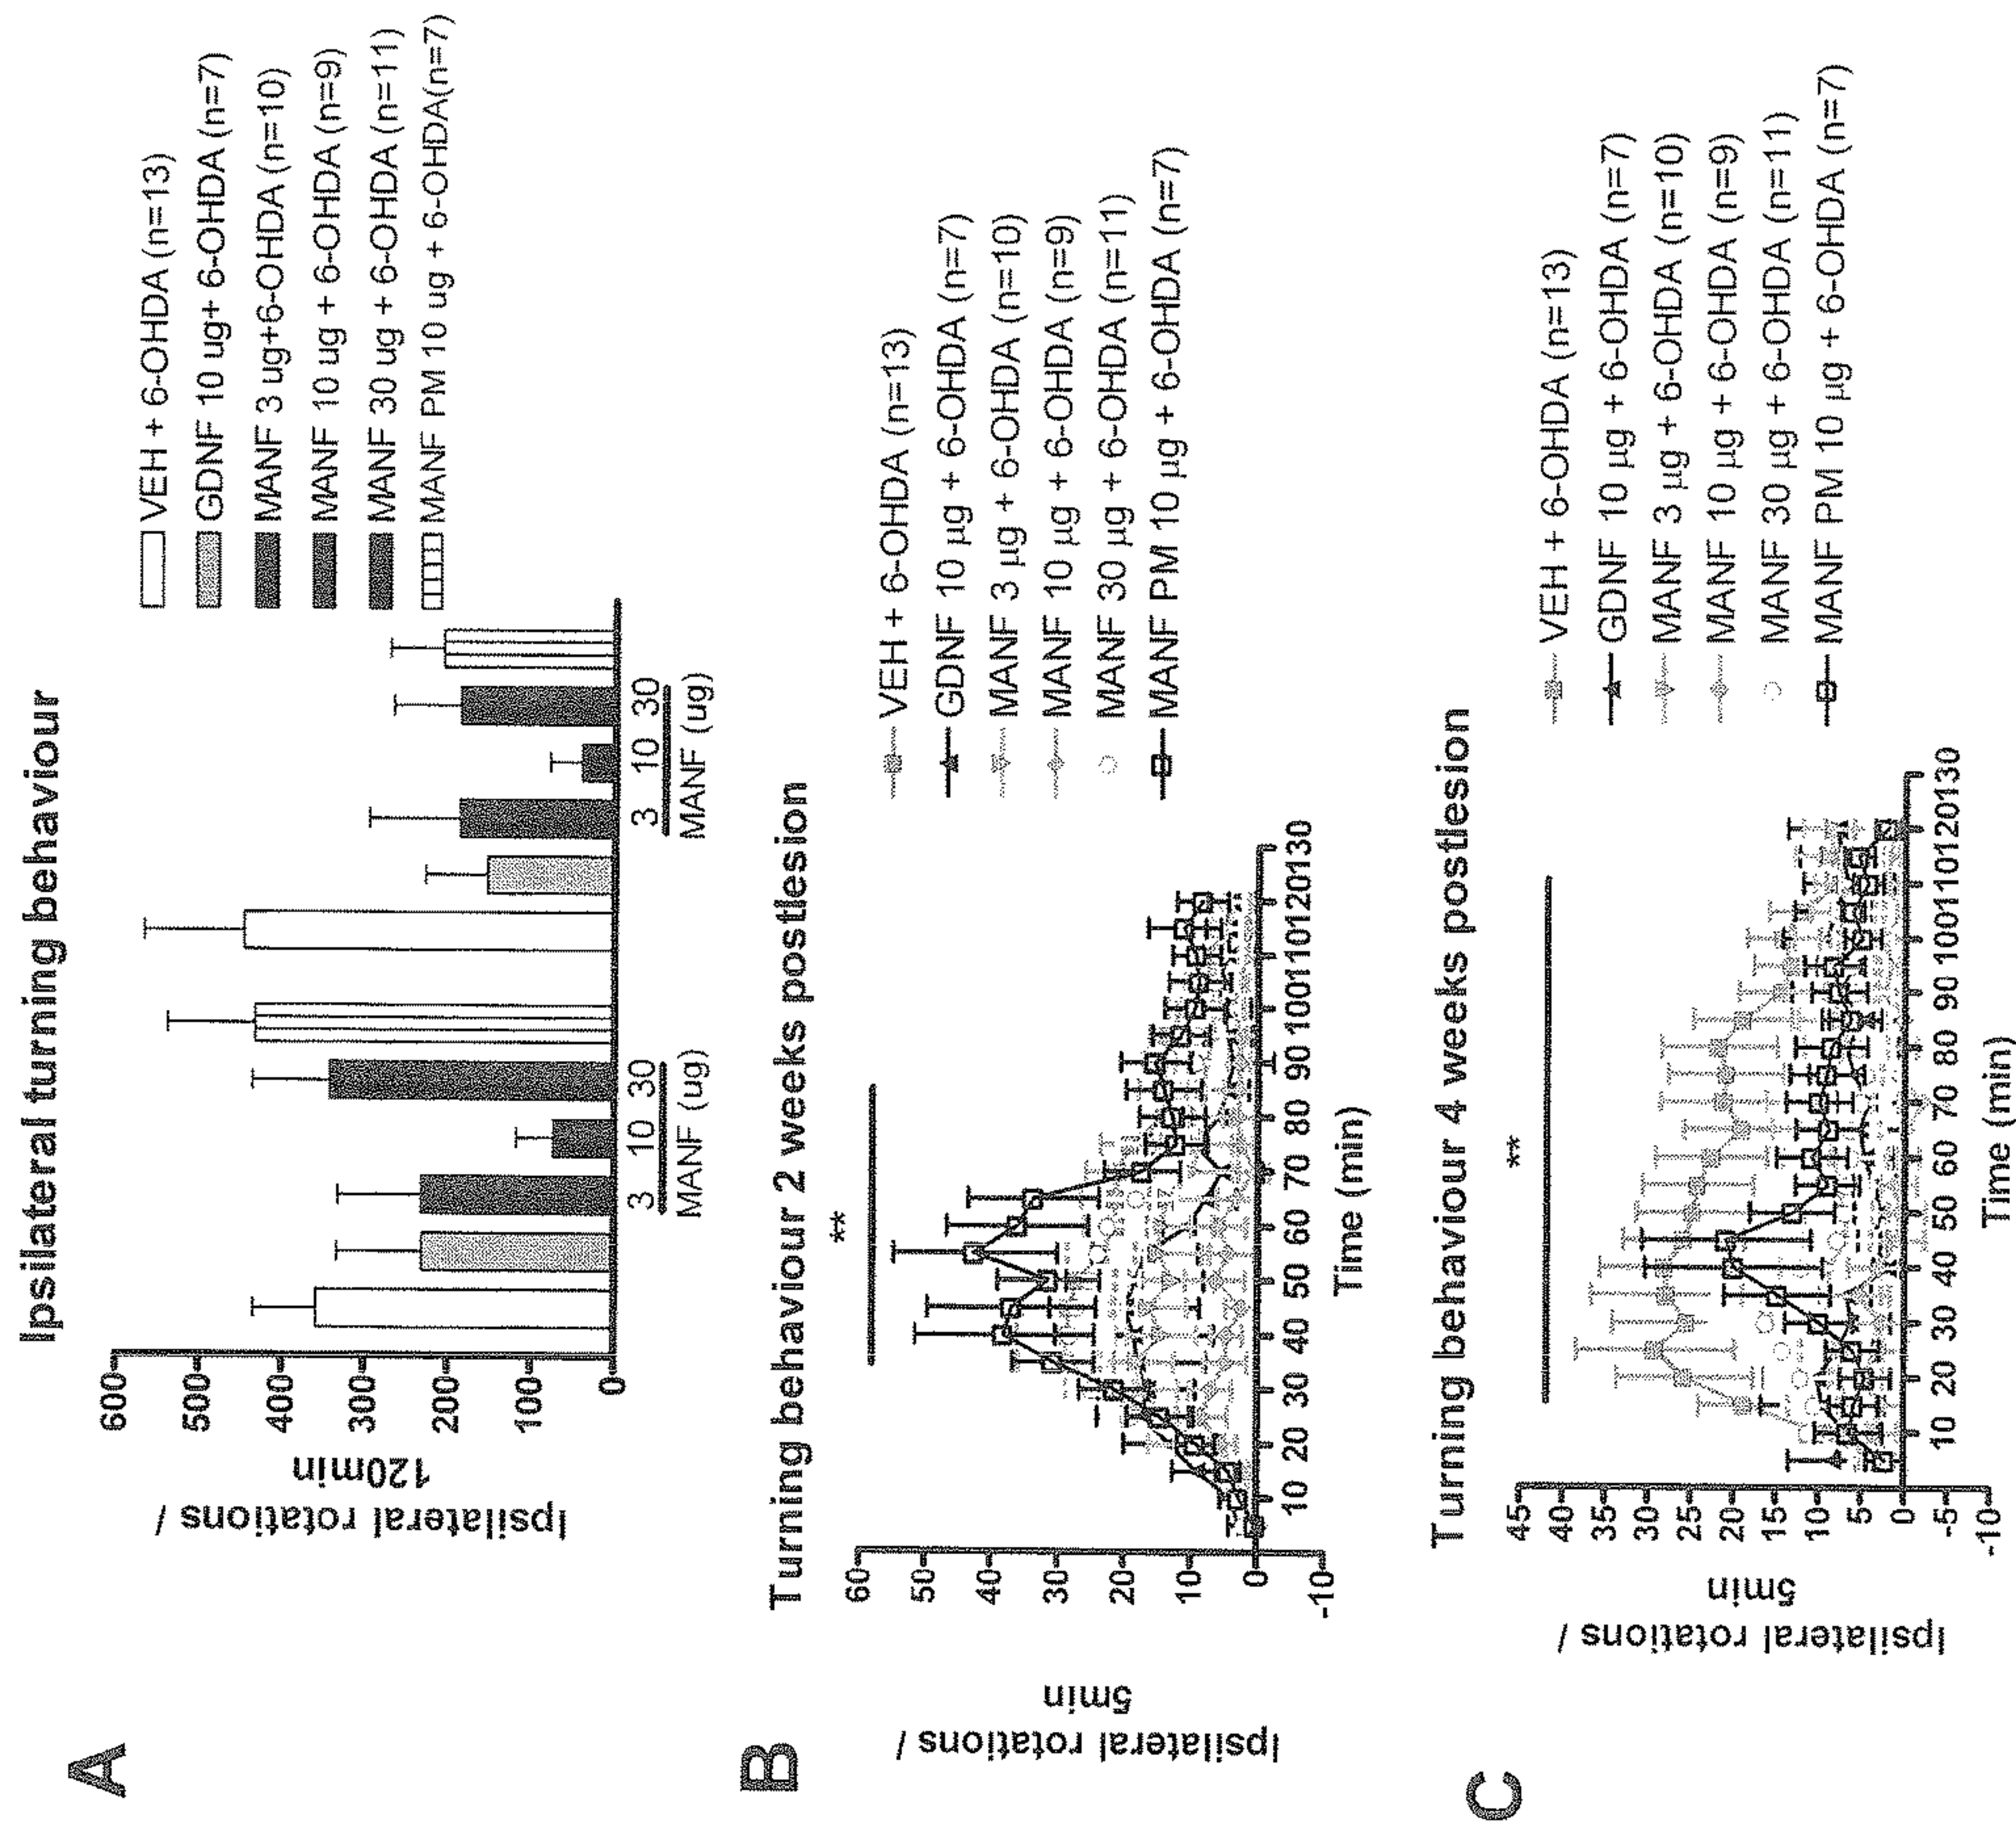 A
Ipsilateral turning behaviour
Ipsilateral rotations /
120min
600
500
400
300
200
100
0
3 10 30
MANF (ug)
3 10 30
MANF (ug)
VEH + 6-OHDA (n=13)
GDNF 10 ug+ 6-OHDA (n=7)
MANF 3 ug+6-OHDA (n=10)
MANF 10 ug + 6-OHDA (n=9)
MANF 30 ug + 6-OHDA (n=11)
MANF PM 10 ug + 6-OHDA(n=7)
B
Turning behaviour 2 weeks postlesion
Ipsilateral rotations /
5min
60
50
40
30
20
10
0
-10
**
10 20 30 40 50 60 70 80 90 100 110 120 130
Time (min)
VEH + 6-OHDA (n=13)
GDNF 10 µg + 6-OHDA (n=7)
MANF 3 µg + 6-OHDA (n=10)
MANF 10 µg + 6-OHDA (n=9)
MANF 30 µg + 6-OHDA (n=11)
MANF PM 10 µg + 6-OHDA (n=7)
C
Turning behaviour 4 weeks postlesion
Ipsilateral rotations /
5min
45
40
35
30
25
20
15
10
5
0
-5
-10
**
10 20 30 40 50 60 70 80 90 100 110 120 130
Time (min)
VEH + 6-OHDA (n=13)
GDNF 10 µg + 6-OHDA (n=7)
MANF 3 µg + 6-OHDA (n=10)
MANF 10 µg + 6-OHDA (n=9)
MANF 30 µg + 6-OHDA (n=11)
MANF PM 10 µg + 6-OHDA (n=7)